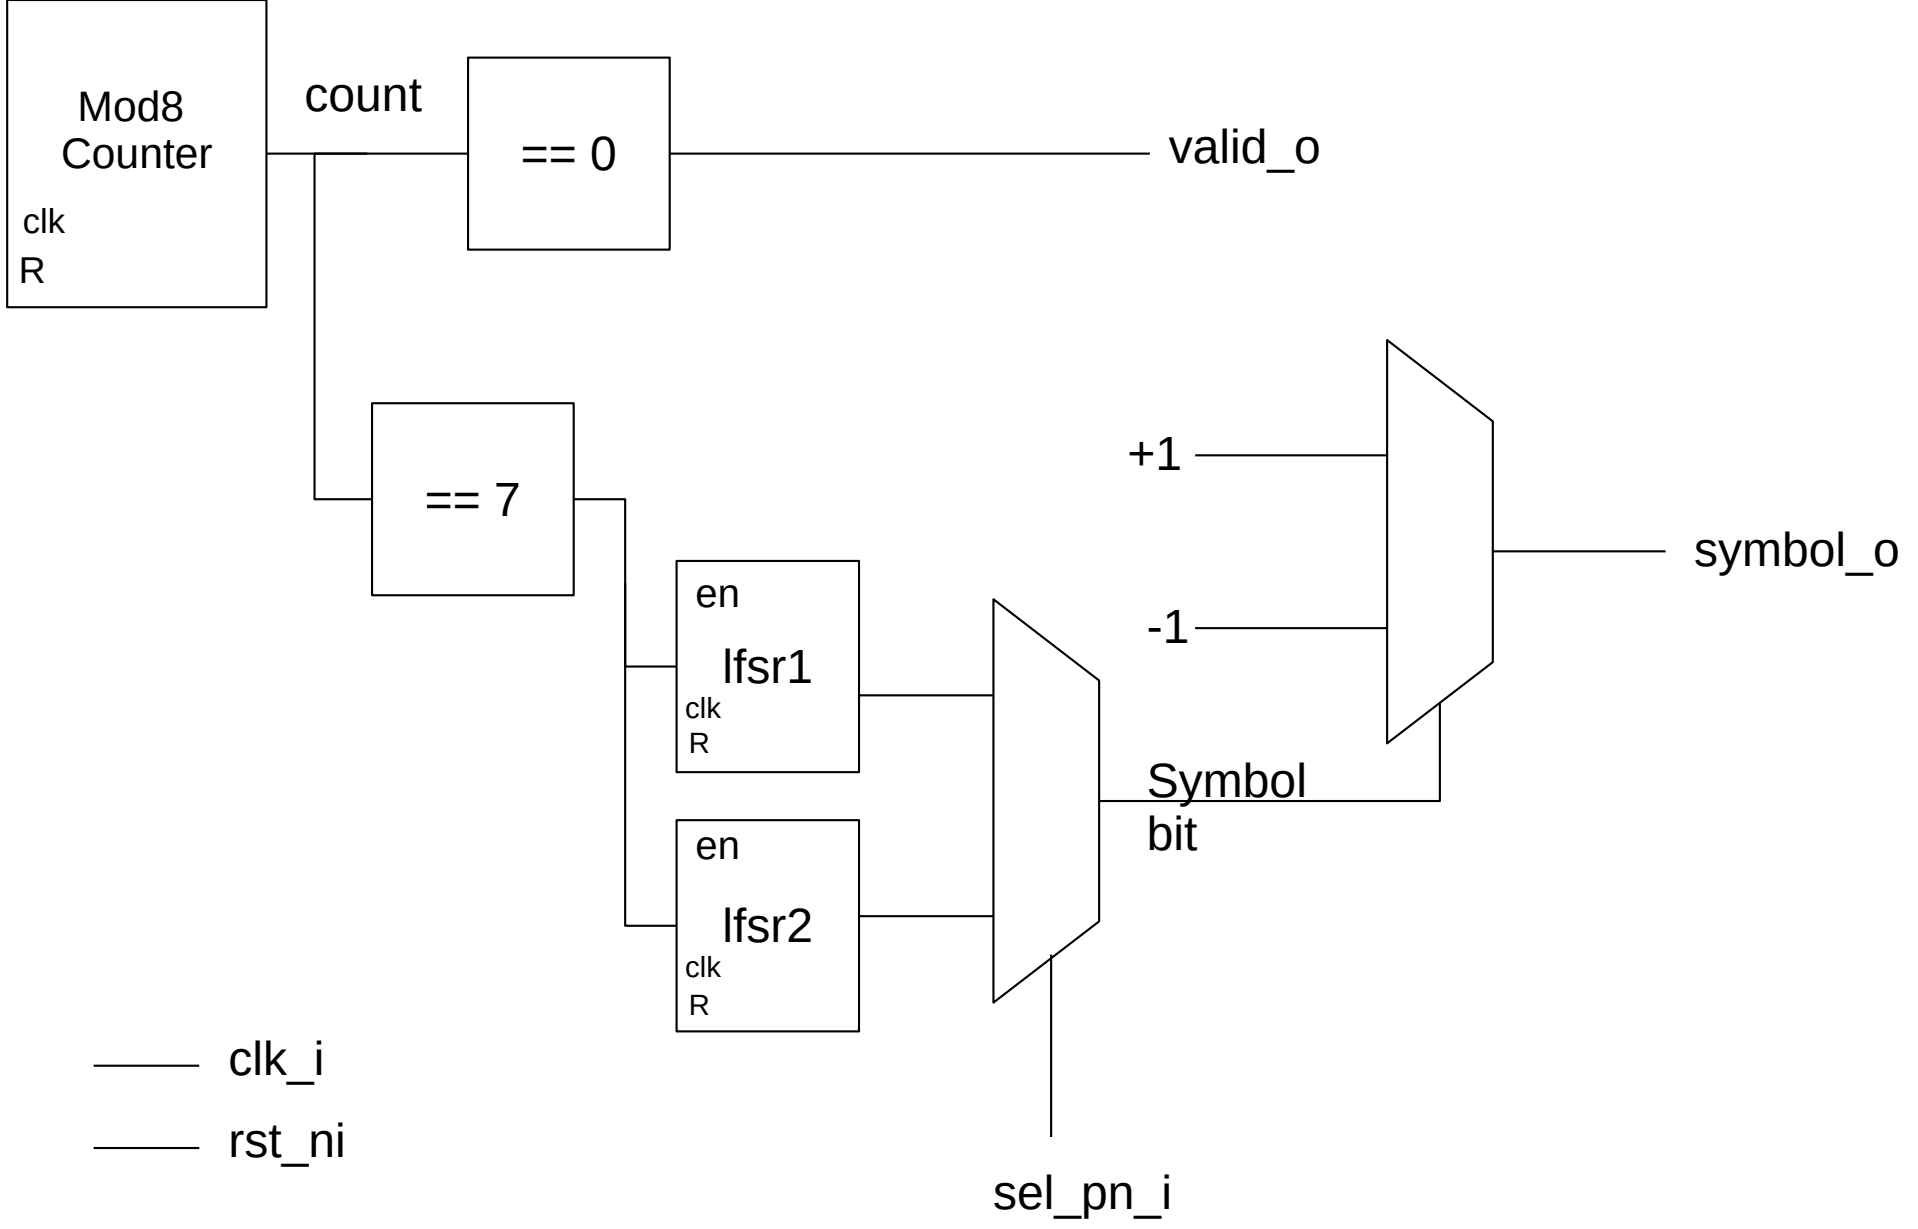 Mod8
Counter
clk
R
count
== 0
valid_o
== 7
en
lfsr1
clk
R
en
lfsr2
clk
R
+1
-1
symbol_o
Symbol
bit
clk_i
rst_ni
sel_pn_i